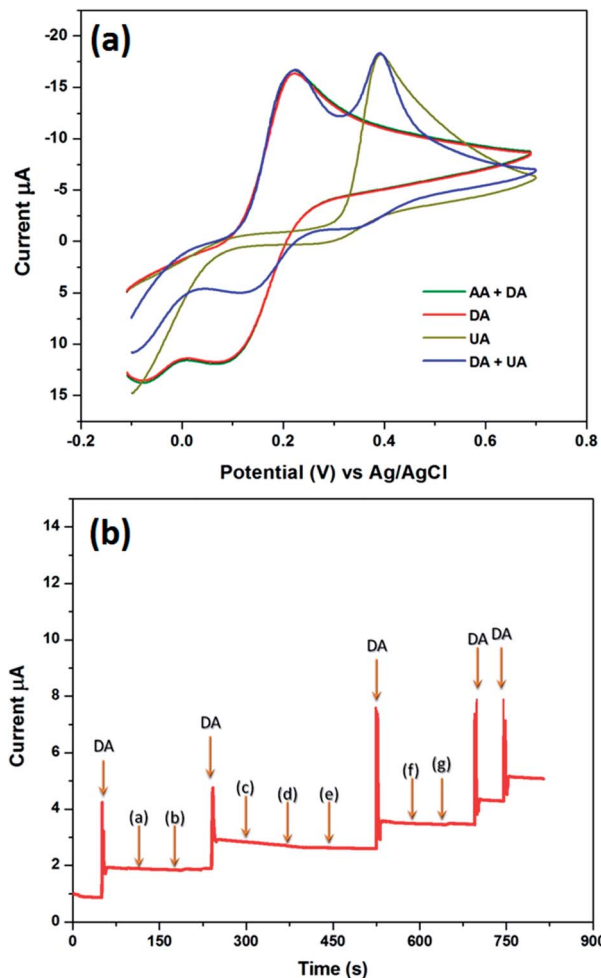 (a)
-20
-15
-10
-5
0
5
10
15
Current µA
AA + DA
DA
UA
DA + UA
-0.2 0.0 0.2 0.4 0.6 0.8
Potential (V) vs Ag/AgCl
(b)
14
12
10
8
6
4
2
0
Current µA
DA
(a)
(b)
DA
(c)
(d)
(e)
DA
(f)
(g)
DA
DA
0 150 300 450 600 750 900
Time (s)